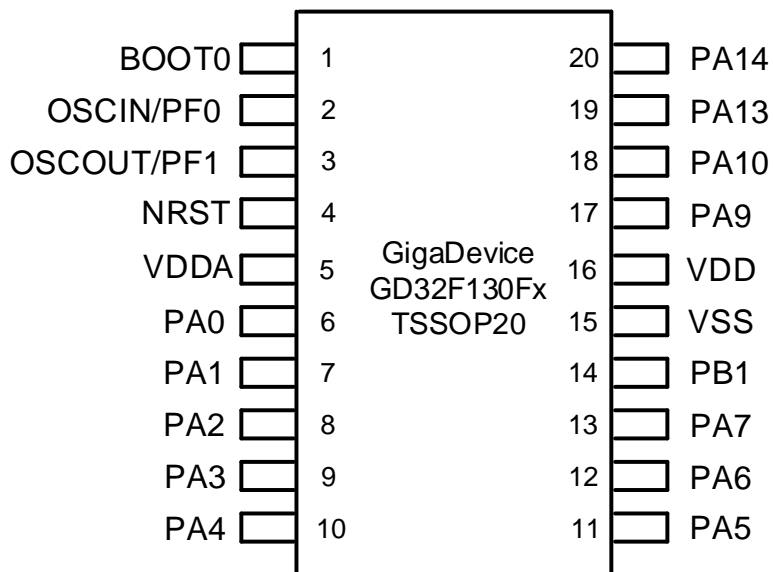 BOOT0 1 20 PA14
OSCIN/PF0 2 19 PA13
OSCOUT/PF1 3 18 PA10
NRST 4 17 PA9
VDDA 5 16 VDD
PA0 6 15 VSS
PA1 7 14 PB1
PA2 8 13 PA7
PA3 9 12 PA6
PA4 10 11 PA5
GigaDevice
GD32F130Fx
TSSOP20